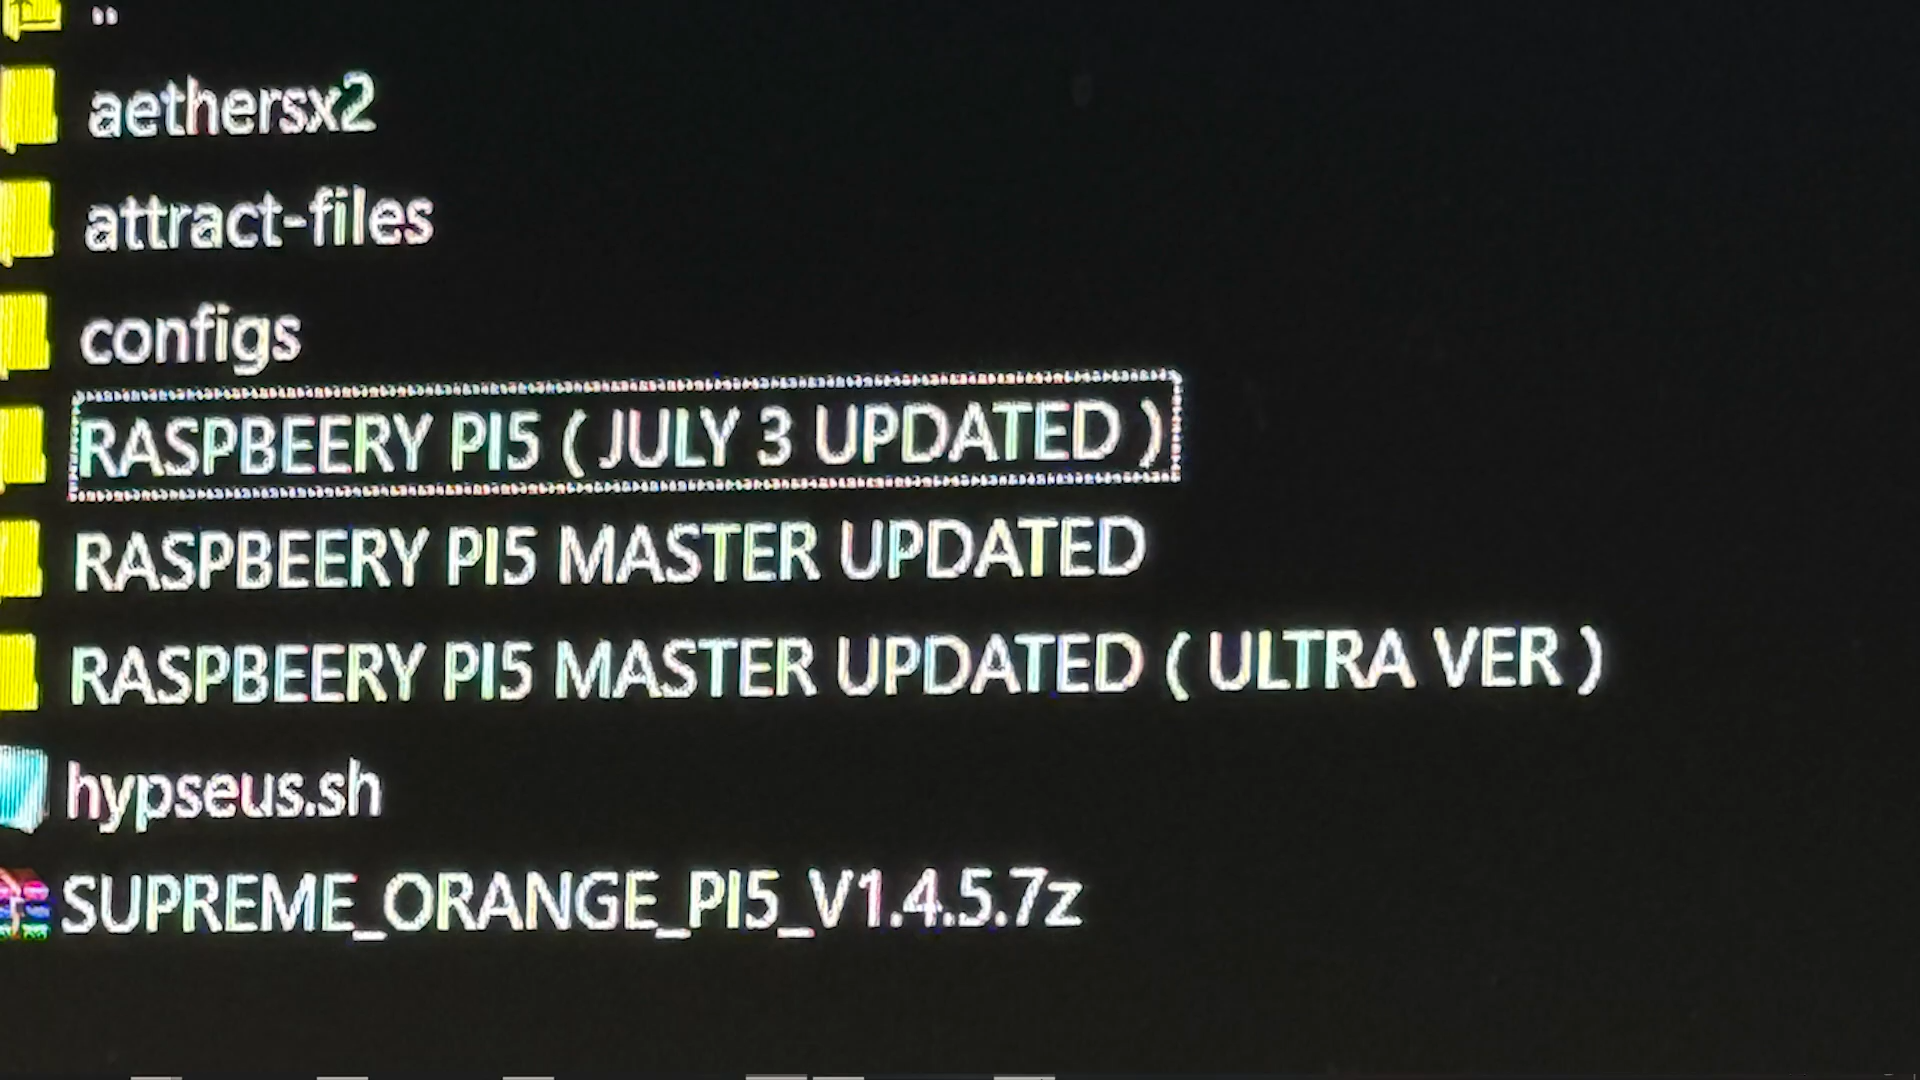 ..
aethersx2
attract-files
configs
RASPBEERY PI5 ( JULY 3 UPDATED )
RASPBEERY PI5 MASTER UPDATED
RASPBEERY PI5 MASTER UPDATED ( ULTRA VER )
hypseus.sh
SUPREME_ORANGE_PI5_V1.4.5.7z